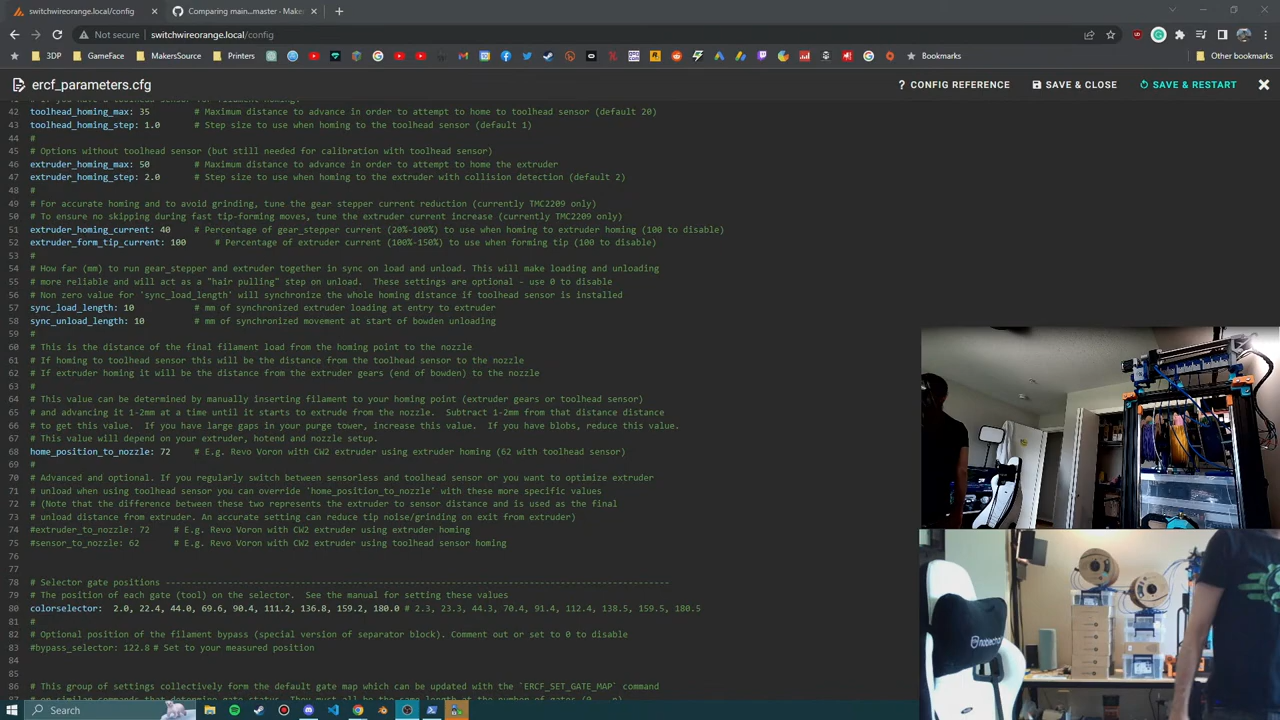 switchwireorange.local/config
Comparing main...master · Make
Not secure
switchwireorange.local/config
3DP
GameFace
MakersSource
Printers
Bookmarks
Other bookmarks
ercf_parameters.cfg
CONFIG REFERENCE
SAVE & CLOSE
SAVE & RESTART
42 toolhead_homing_max: 35 # Maximum distance to advance in order to attempt to home to toolhead sensor (default 20)
43 toolhead_homing_step: 1.0 # Step size to use when homing to the toolhead sensor (default 1)
44 #
45 # Options without toolhead sensor (but still needed for calibration with toolhead sensor)
46 extruder_homing_max: 50 # Maximum distance to advance in order to attempt to home the extruder
47 extruder_homing_step: 2.0 # Step size to use when homing to the extruder with collision detection (default 2)
48 #
49 # For accurate homing and to avoid grinding, tune the gear stepper current reduction (currently TMC2209 only)
50 # To ensure no skipping during fast tip-forming moves, tune the extruder current increase (currently TMC2209 only)
51 extruder_homing_current: 40 # Percentage of gear_stepper current (20%-100%) to use when homing to extruder homing (100 to disable)
52 extruder_form_tip_current: 100 # Percentage of extruder current (100%-150%) to use when forming tip (100 to disable)
53 #
54 # How far (mm) to run gear_stepper and extruder together in sync on load and unload. This will make loading and unloading
55 # more reliable and will act as a "hair pulling" step on unload. These settings are optional - use 0 to disable
56 # Non zero value for 'sync_load_length' will synchronize the whole homing distance if toolhead sensor is installed
57 sync_load_length: 10 # mm of synchronized extruder loading at entry to extruder
58 sync_unload_length: 10 # mm of synchronized movement at start of bowden unloading
59 #
60 # This is the distance of the final filament load from the homing point to the nozzle
61 # If homing to toolhead sensor this will be the distance from the toolhead sensor to the nozzle
62 # If extruder homing it will be the distance from the extruder gears (end of bowden) to the nozzle
63 #
64 # This value can be determined by manually inserting filament to your homing point (extruder gears or toolhead sensor)
65 # and advancing it 1-2mm at a time until it starts to extrude from the nozzle. Subtract 1-2mm from that distance distance
66 # to get this value. If you have large gaps in your purge tower, increase this value. If you have blobs, reduce this value.
67 # This value will depend on your extruder, hotend and nozzle setup.
68 home_position_to_nozzle: 72 # E.g. Revo Voron with CW2 extruder using extruder homing (62 with toolhead sensor)
69 #
70 # Advanced and optional. If you regularly switch between sensorless and toolhead sensor or you want to optimize extruder
71 # unload when using toolhead sensor you can override `home_position_to_nozzle' with these more specific values
72 # (Note that the difference between these two represents the extruder to sensor distance and is used as the final
73 # unload distance from extruder. An accurate setting can reduce tip noise/grinding on exit from extruder)
74 #extruder_to_nozzle: 72 # E.g. Revo Voron with CW2 extruder using extruder homing
75 #sensor_to_nozzle: 62 # E.g. Revo Voron with CW2 extruder using toolhead sensor homing
76
77
78 # Selector gate positions -----------------------------------------------------------------------------------
79 # The position of each gate (tool) on the selector. See the manual for setting these values
80 colorselector: 2.0, 22.4, 44.0, 69.6, 90.4, 111.2, 136.8, 159.2, 180.0 # 2.3, 23.3, 44.3, 70.4, 91.4, 112.4, 138.5, 159.5, 180.5
81 #
82 # Optional position of the filament bypass (special version of separator block). Comment out or set to 0 to disable
83 #bypass_selector: 122.8 # Set to your measured position
84
85
86 # This group of settings collectively form the default gate map which can be updated with the `ERCF_SET_GATE_MAP` command
Search